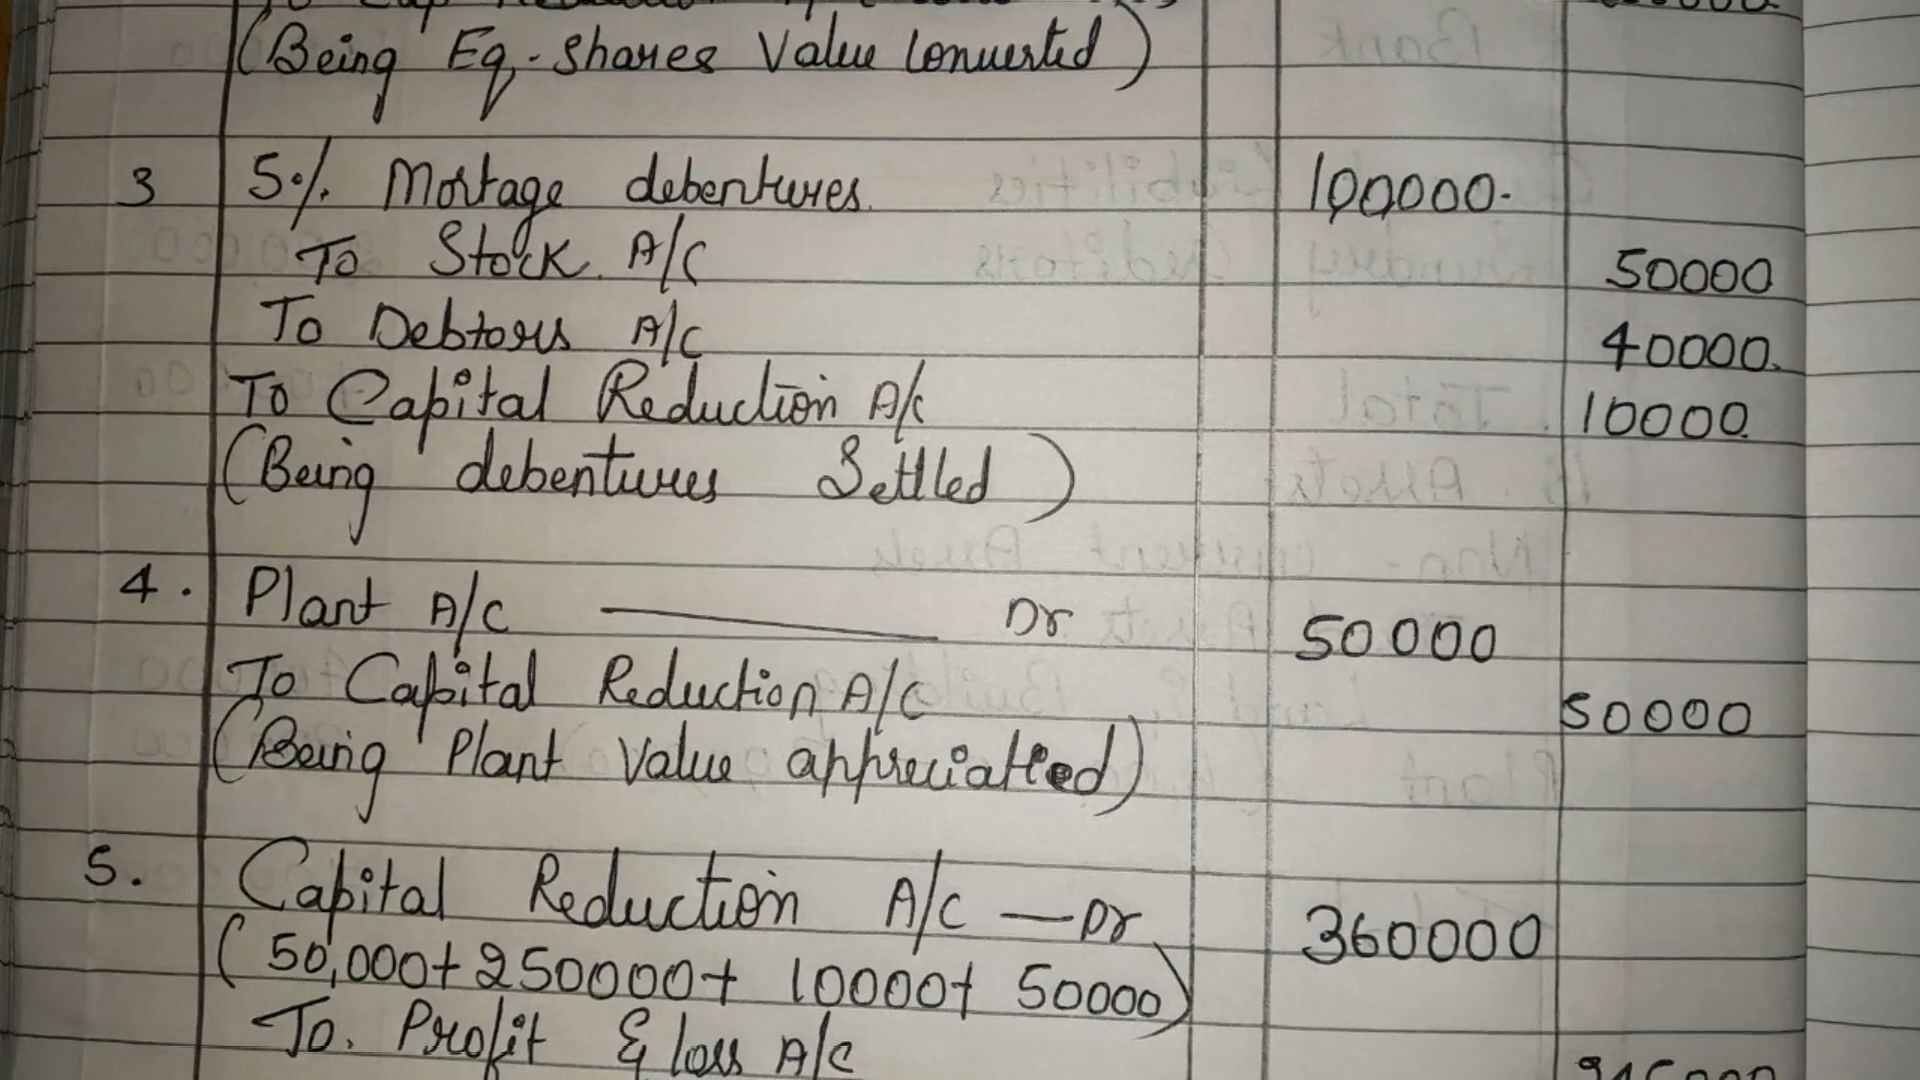 (Being Eq. Shares Value Converted)
3 5% Mortage debentures. 100000.
To Stock A/C 50000
To Debtors A/C 40000.
To Capital Reduction A/c 10000.
(Being debentures Settled)
4. Plant A/C Dr 50000
To Capital Reduction A/C 50000
(Being Plant Value appreciatted)
5. Capital Reduction A/C — Dr 360000
(50,000+250000+ 10000+ 50000)
To. Profit & loss A/c